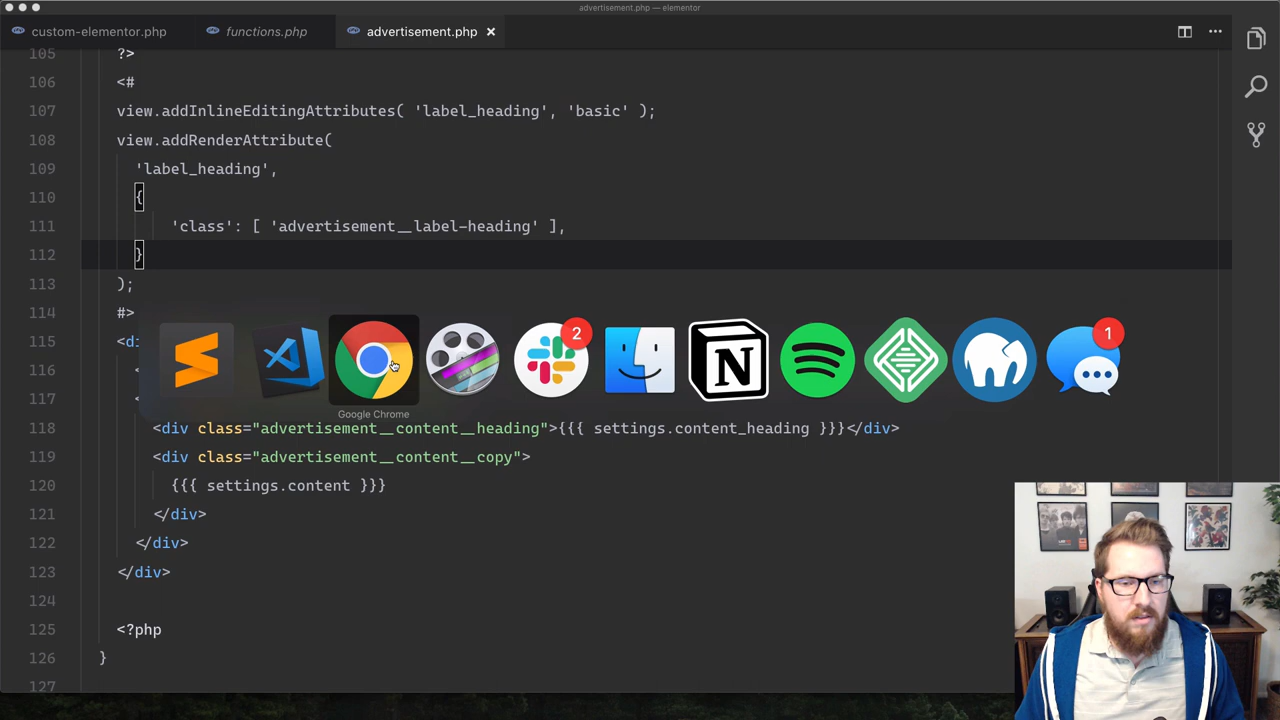 advertisement.php — elementor
custom-elementor.php
functions.php
advertisement.php
105 ?>
106 <#
107 view.addInlineEditingAttributes( 'label_heading', 'basic' );
108 view.addRenderAttribute(
109 'label_heading',
110 {
111 'class': [ 'advertisement__label-heading' ],
112 }
113 );
114 #>
115 <di
116
117
Google Chrome
2
1
118 <div class="advertisement__content__heading">{{{ settings.content_heading }}}</div>
119 <div class="advertisement__content__copy">
120 {{{ settings.content }}}
121 </div>
122 </div>
123 </div>
124
125 <?php
126 }
127